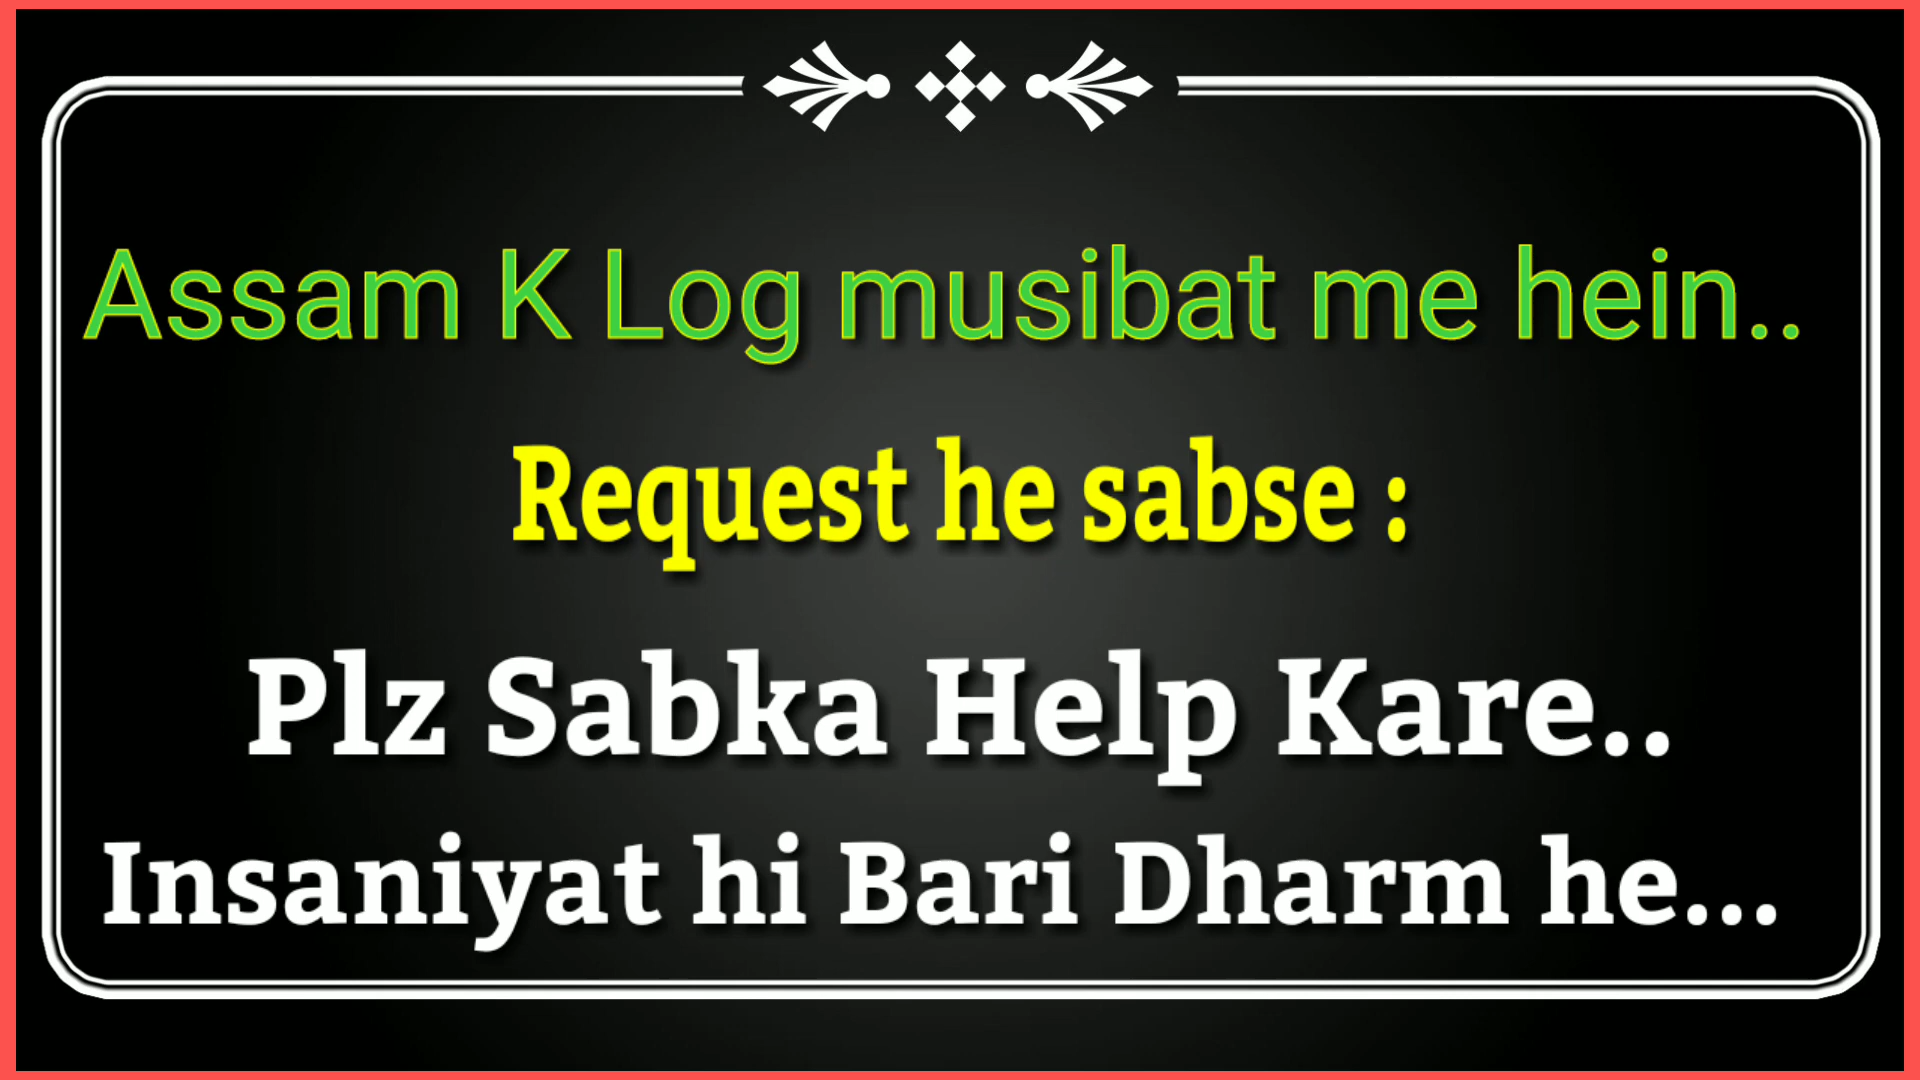 Assam K Log musibat me hein..
Request he sabse :
Plz Sabka Help Kare..
Insaniyat hi Bari Dharm he...